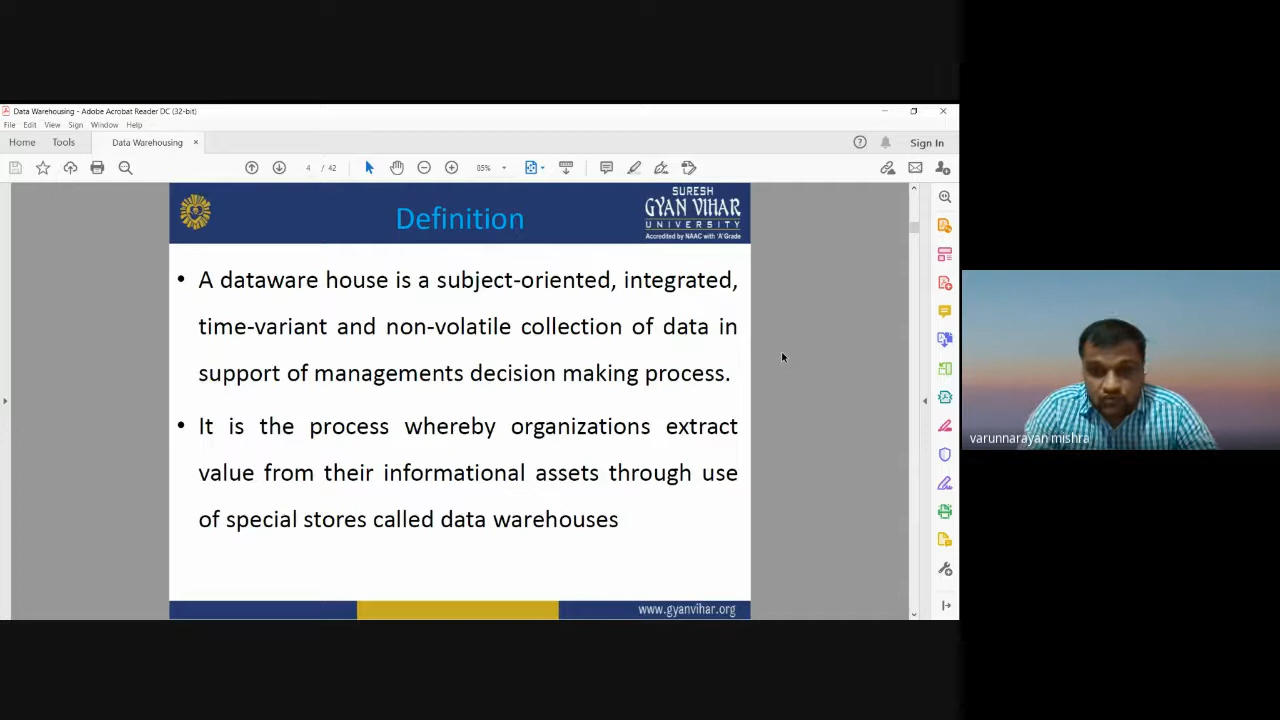 Data Warehousing - Adobe Acrobat Reader DC (32-bit)
File Edit View Sign Window Help
Home Tools Data Warehousing × Sign In
4 / 42 85%
Definition
SURESH
GYAN VIHAR
UNIVERSITY
Accredited by NAAC with 'A' Grade
• A dataware house is a subject-oriented, integrated,
time-variant and non-volatile collection of data in
support of managements decision making process.
• It is the process whereby organizations extract
value from their informational assets through use
of special stores called data warehouses
www.gyanvihar.org
varunnarayan mishra